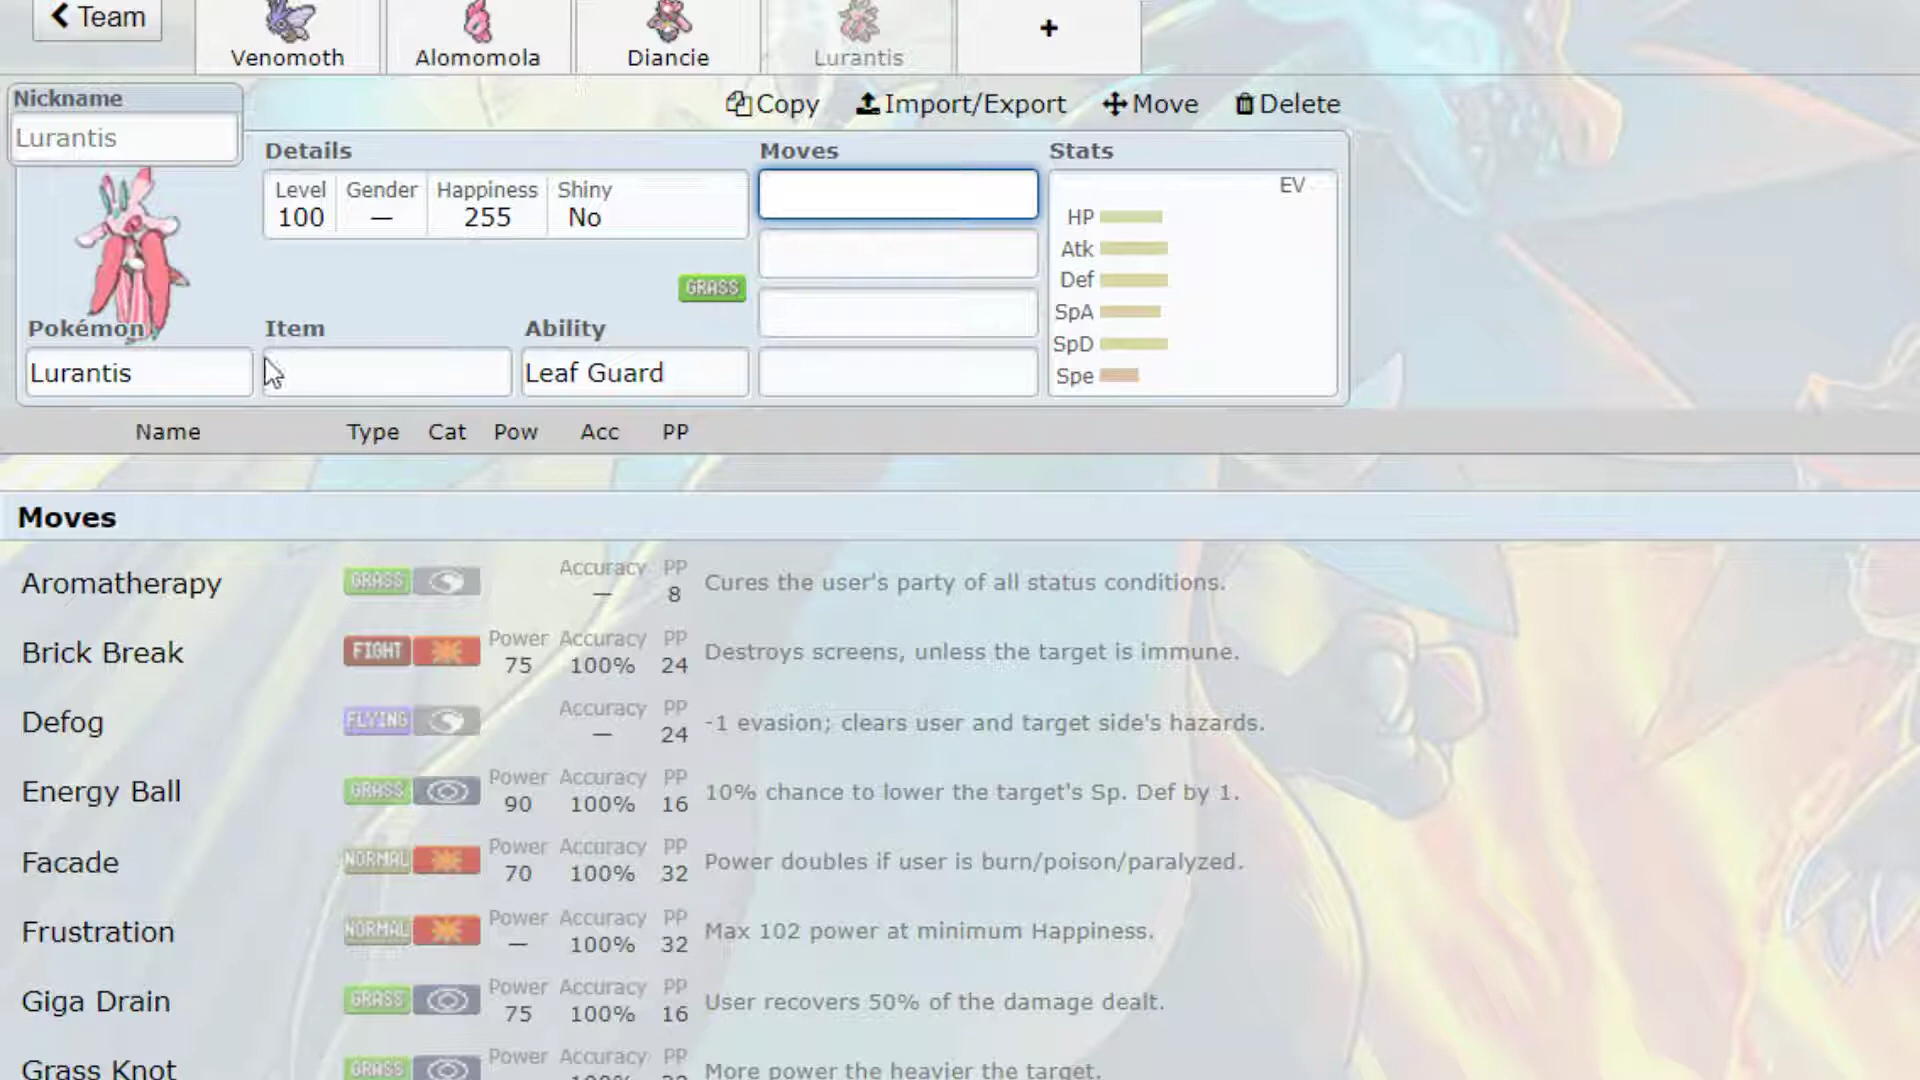 Team
Venomoth
Alomomola
Diancie
Lurantis
+
Nickname
Lurantis
Copy
Import/Export
Move
Delete
Details
Moves
Stats
Level
Gender
Happiness
Shiny
100
—
255
No
EV
HP
Atk
Def
SpA
SpD
Spe
GRASS
Pokémon
Item
Ability
Lurantis
Leaf Guard
Name Type Cat Pow Acc PP
Moves
Aromatherapy GRASS Accuracy — PP 8 Cures the user's party of all status conditions.
Brick Break FIGHT Power 75 Accuracy 100% PP 24 Destroys screens, unless the target is immune.
Defog FLYING Accuracy — PP 24 -1 evasion; clears user and target side's hazards.
Energy Ball GRASS Power 90 Accuracy 100% PP 16 10% chance to lower the target's Sp. Def by 1.
Facade NORMAL Power 70 Accuracy 100% PP 32 Power doubles if user is burn/poison/paralyzed.
Frustration NORMAL Power — Accuracy 100% PP 32 Max 102 power at minimum Happiness.
Giga Drain GRASS Power 75 Accuracy 100% PP 16 User recovers 50% of the damage dealt.
Grass Knot GRASS Power Accuracy PP More power the heavier the target.